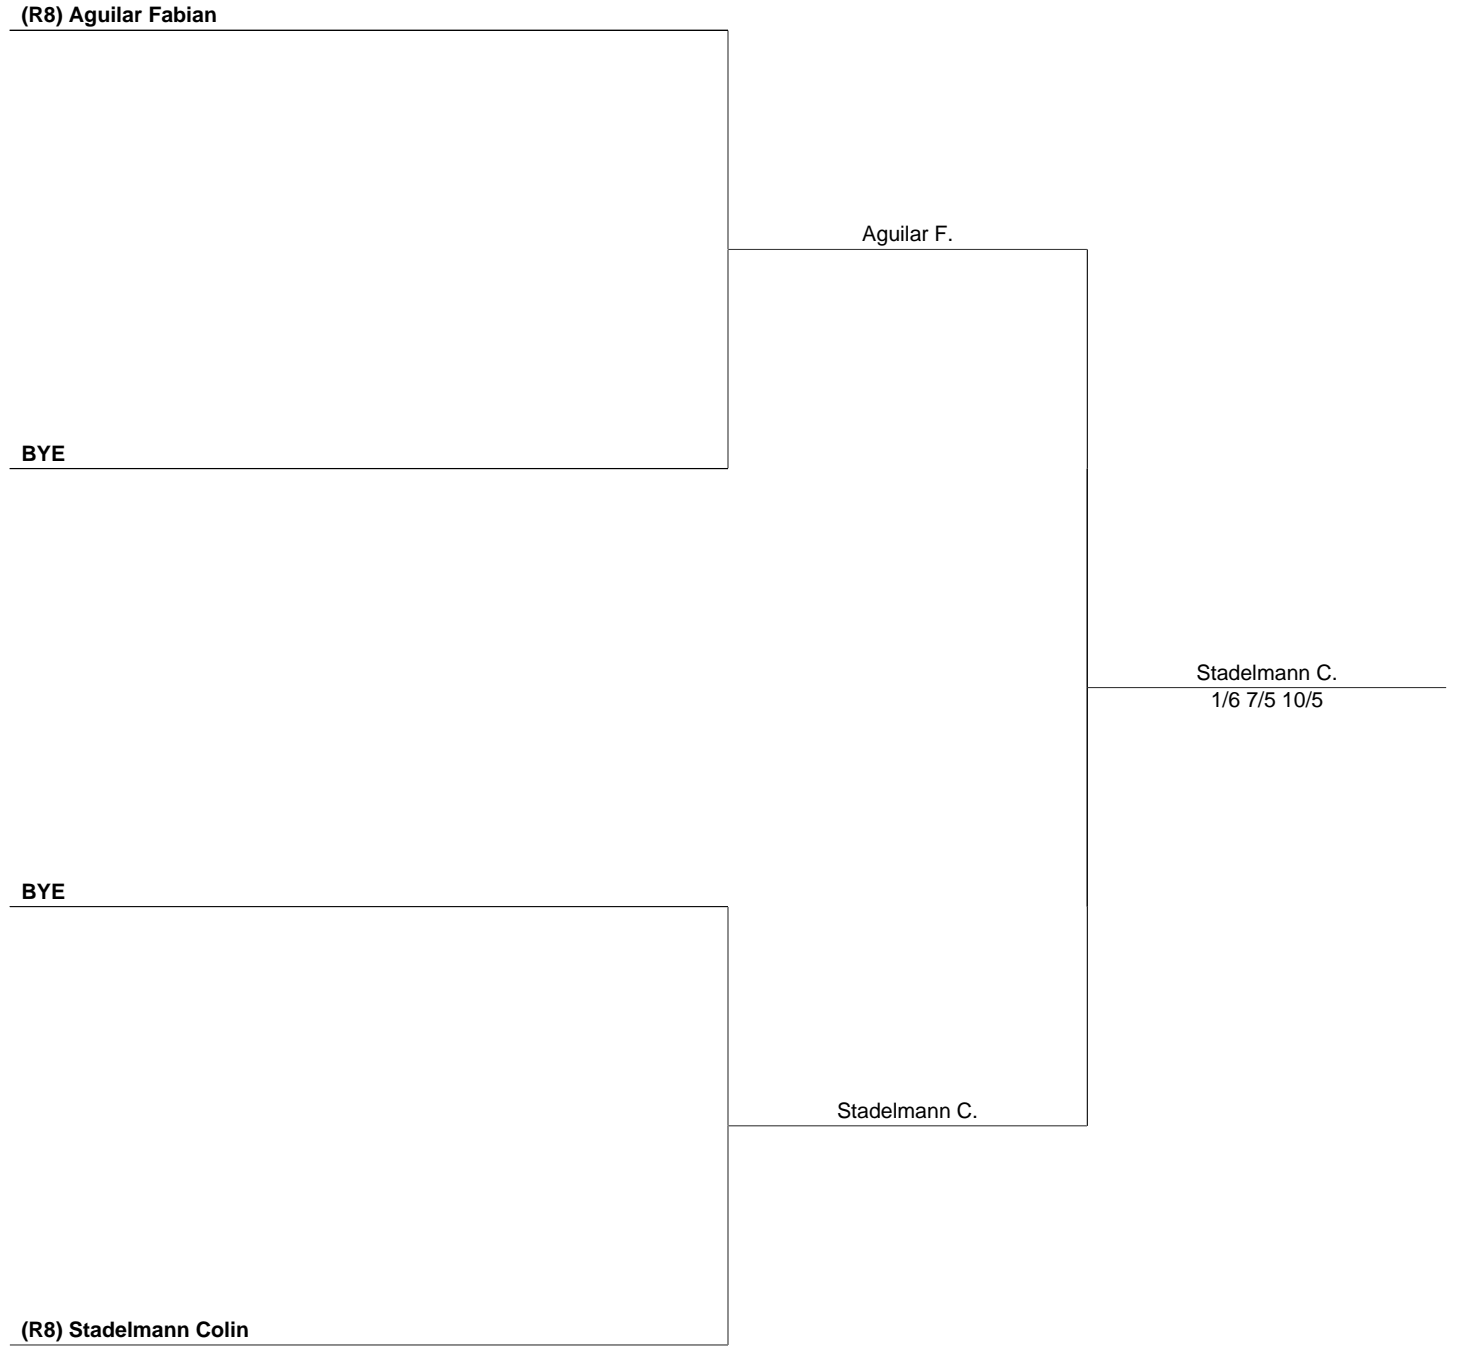 (R8) Aguilar Fabian
Aguilar F.
BYE
Stadelmann C.
1/6 7/5 10/5
BYE
Stadelmann C.
(R8) Stadelmann Colin